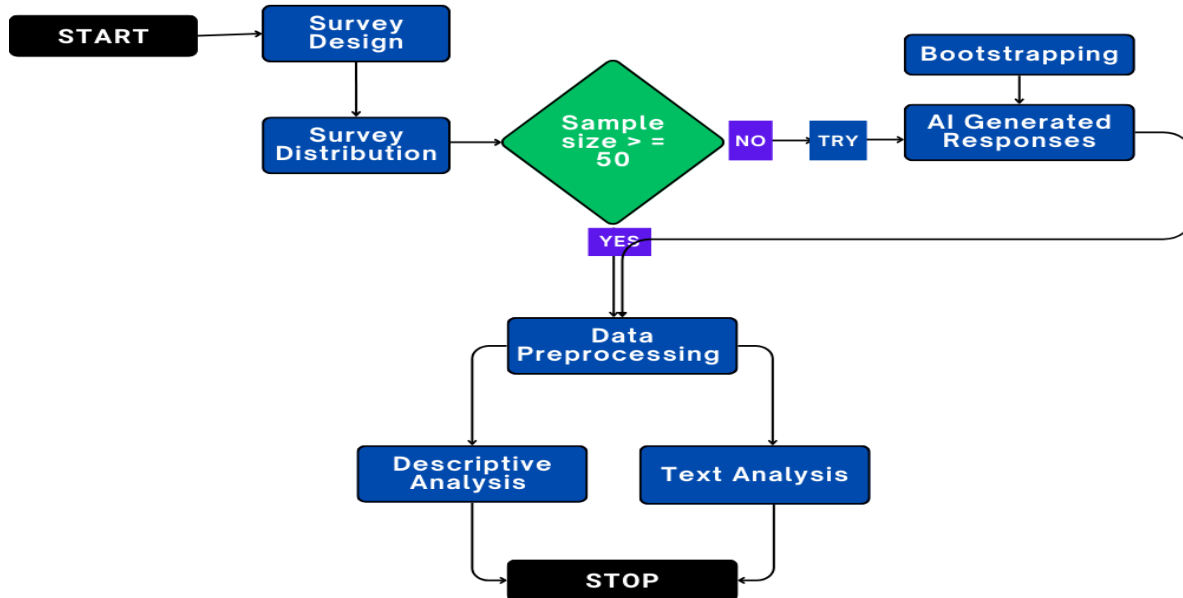 START
Survey
Design
Survey
Distribution
Sample
size > =
50
NO
TRY
Bootstrapping
AI Generated
Responses
YES
Data
Preprocessing
Descriptive
Analysis
Text Analysis
STOP